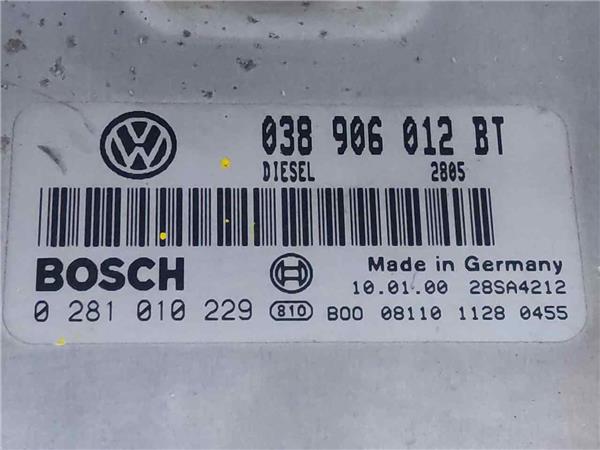 038 906 012 BT
DIESEL 2805
BOSCH
Made in Germany
10.01.00 28SA4212
0 281 010 229 810 B00 08110 1128 0455